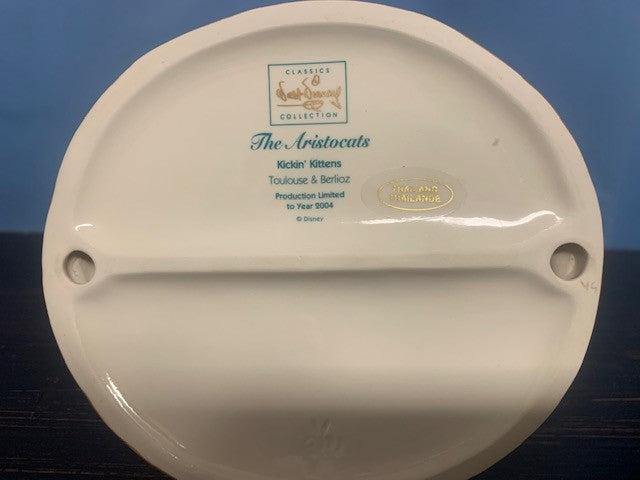 CLASSICS
Walt Disney
COLLECTION
The Aristocats
Kickin' Kittens
Toulouse & Berlioz
Production Limited
to Year 2004
© Disney
THAILAND
THAILANDE